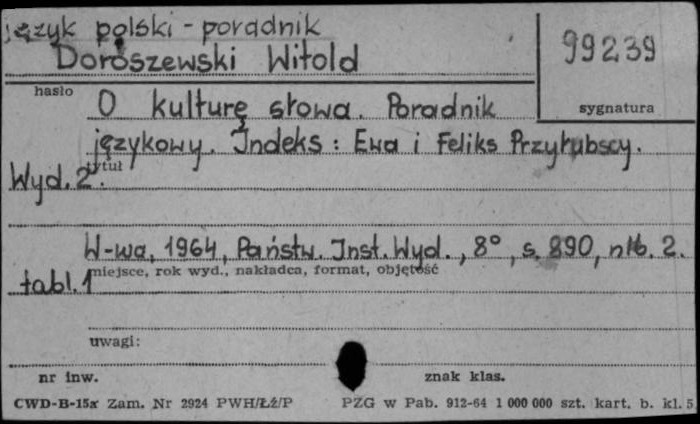 język polski - poradnik
Doroszewski Witold
99239
hasło
sygnatura
O kulturę słowa. Poradnik
językowy. Indeks: Ewa i Feliks Przyłubscy.
tytuł
Wyd. 2.
W-wa, 1964, Państw. Inst. Wyd., 8°, s. 890, nlb. 2.
miejsce, rok wyd., nakładca, format, objętość
tabl. 1
uwagi:
nr inw.
znak klas.
CWD-B-15x Zam. Nr 2924 PWH/Łź/P PZG w Pab. 912-64 1 000 000 szt. kart. b. kl. 5